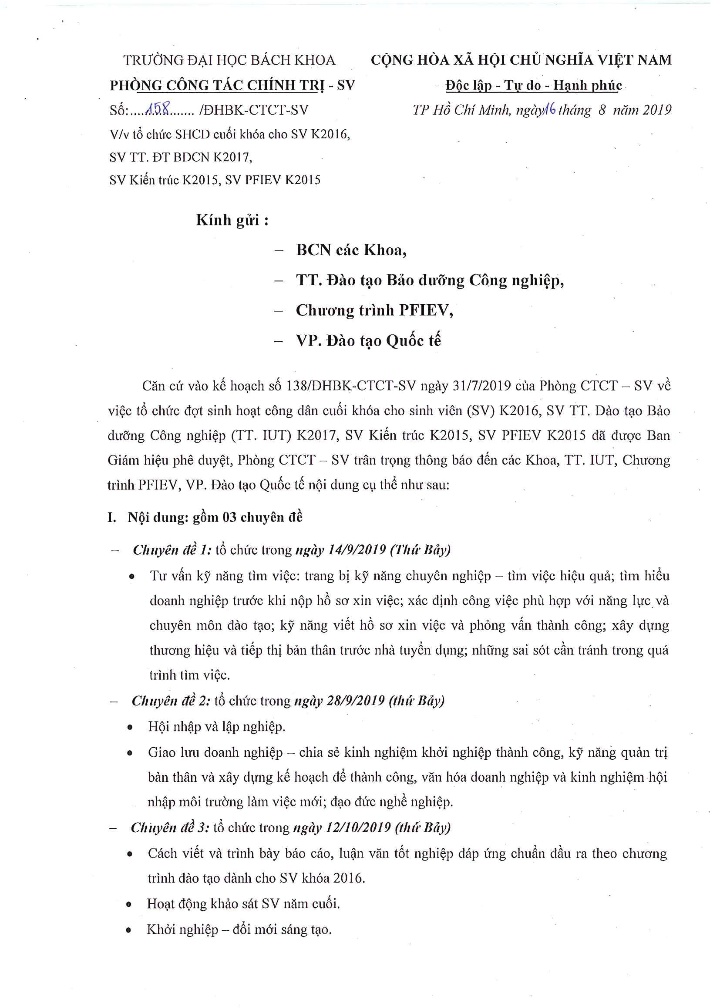 TRƯỜNG ĐẠI HỌC BÁCH KHOA
PHÒNG CÔNG TÁC CHÍNH TRỊ - SV
Số:....158....... /ĐHBK-CTCT-SV
V/v tổ chức SHCD cuối khóa cho SV K2016,
SV TT. ĐT BDCN K2017,
SV Kiến trúc K2015, SV PFIEV K2015
CỘNG HÒA XÃ HỘI CHỦ NGHĨA VIỆT NAM
Độc lập - Tự do - Hạnh phúc
TP Hồ Chí Minh, ngày 16 tháng 8 năm 2019
Kính gửi :
– BCN các Khoa,
– TT. Đào tạo Bảo dưỡng Công nghiệp,
– Chương trình PFIEV,
– VP. Đào tạo Quốc tế
Căn cứ vào kế hoạch số 138/ĐHBK-CTCT-SV ngày 31/7/2019 của Phòng CTCT – SV về
việc tổ chức đợt sinh hoạt công dân cuối khóa cho sinh viên (SV) K2016, SV TT. Đào tạo Bảo
dưỡng Công nghiệp (TT. IUT) K2017, SV Kiến trúc K2015, SV PFIEV K2015 đã được Ban
Giám hiệu phê duyệt, Phòng CTCT – SV trân trọng thông báo đến các Khoa, TT. IUT, Chương
trình PFIEV, VP. Đào tạo Quốc tế nội dung cụ thể như sau:
I. Nội dung: gồm 03 chuyên đề
– Chuyên đề 1: tổ chức trong ngày 14/9/2019 (Thứ Bảy)
• Tư vấn kỹ năng tìm việc: trang bị kỹ năng chuyên nghiệp – tìm việc hiệu quả; tìm hiểu
doanh nghiệp trước khi nộp hồ sơ xin việc; xác định công việc phù hợp với năng lực và
chuyên môn đào tạo; kỹ năng viết hồ sơ xin việc và phỏng vấn thành công; xây dựng
thương hiệu và tiếp thị bản thân trước nhà tuyển dụng; những sai sót cần tránh trong quá
trình tìm việc.
– Chuyên đề 2: tổ chức trong ngày 28/9/2019 (thứ Bảy)
• Hội nhập và lập nghiệp.
• Giao lưu doanh nghiệp – chia sẻ kinh nghiệm khởi nghiệp thành công, kỹ năng quản trị
bản thân và xây dựng kế hoạch để thành công, văn hóa doanh nghiệp và kinh nghiệm hội
nhập môi trường làm việc mới; đạo đức nghề nghiệp.
– Chuyên đề 3: tổ chức trong ngày 12/10/2019 (thứ Bảy)
• Cách viết và trình bày báo cáo, luận văn tốt nghiệp đáp ứng chuẩn đầu ra theo chương
trình đào tạo dành cho SV khóa 2016.
• Hoạt động khảo sát SV năm cuối.
• Khởi nghiệp – đổi mới sáng tạo.